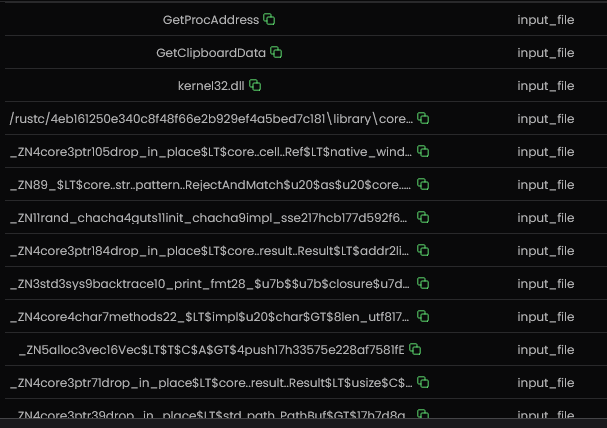 GetProcAddress input_file
GetClipboardData input_file
kernel32.dll input_file
/rustc/4eb161250e340c8f48f66e2b929ef4a5bed7c181\library\core... input_file
_ZN4core3ptr105drop_in_place$LT$core..cell..Ref$LT$native_wind... input_file
_ZN89_$LT$core..str..pattern..RejectAndMatch$u20$as$u20$core..... input_file
_ZN11rand_chacha4guts11init_chacha9impl_sse217hcb177d592f6... input_file
_ZN4core3ptr184drop_in_place$LT$core..result..Result$LT$addr2li... input_file
_ZN3std3sys9backtrace10_print_fmt28_$u7b$$u7b$closure$u7d... input_file
_ZN4core4char7methods22_$LT$impl$u20$char$GT$8len_utf817... input_file
_ZN5alloc3vec16Vec$LT$T$C$A$GT$4push17h33575e228af7581fE input_file
_ZN4core3ptr71drop_in_place$LT$core..result..Result$LT$usize$C$... input_file
_ZN4core3ptr39drop_in_place$LT$std..path..PathBuf$GT$17h7d8a... input_file